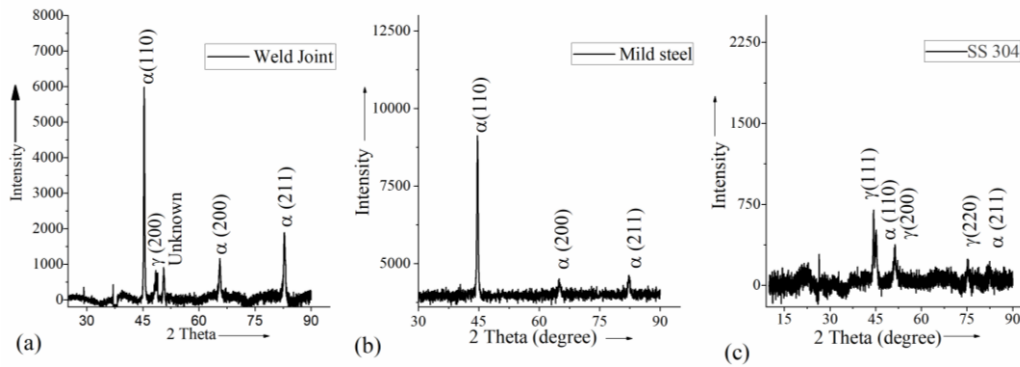 8000
7000
6000
5000
4000
3000
2000
1000
0
Intensity
α(110)
γ (200)
Unknown
α (200)
α (211)
Weld Joint
30 45 60 75 90
2 Theta
(a)
12500
10000
7500
5000
Intensity
α(110)
α (200)
α (211)
Mild steel
30 45 60 75 90
2 Theta (degree)
(b)
2250
1500
750
0
Intensity
γ(111)
α (110)
γ(200)
γ(220)
α (211)
SS 304
15 30 45 60 75 90
2 Theta (degree)
(c)